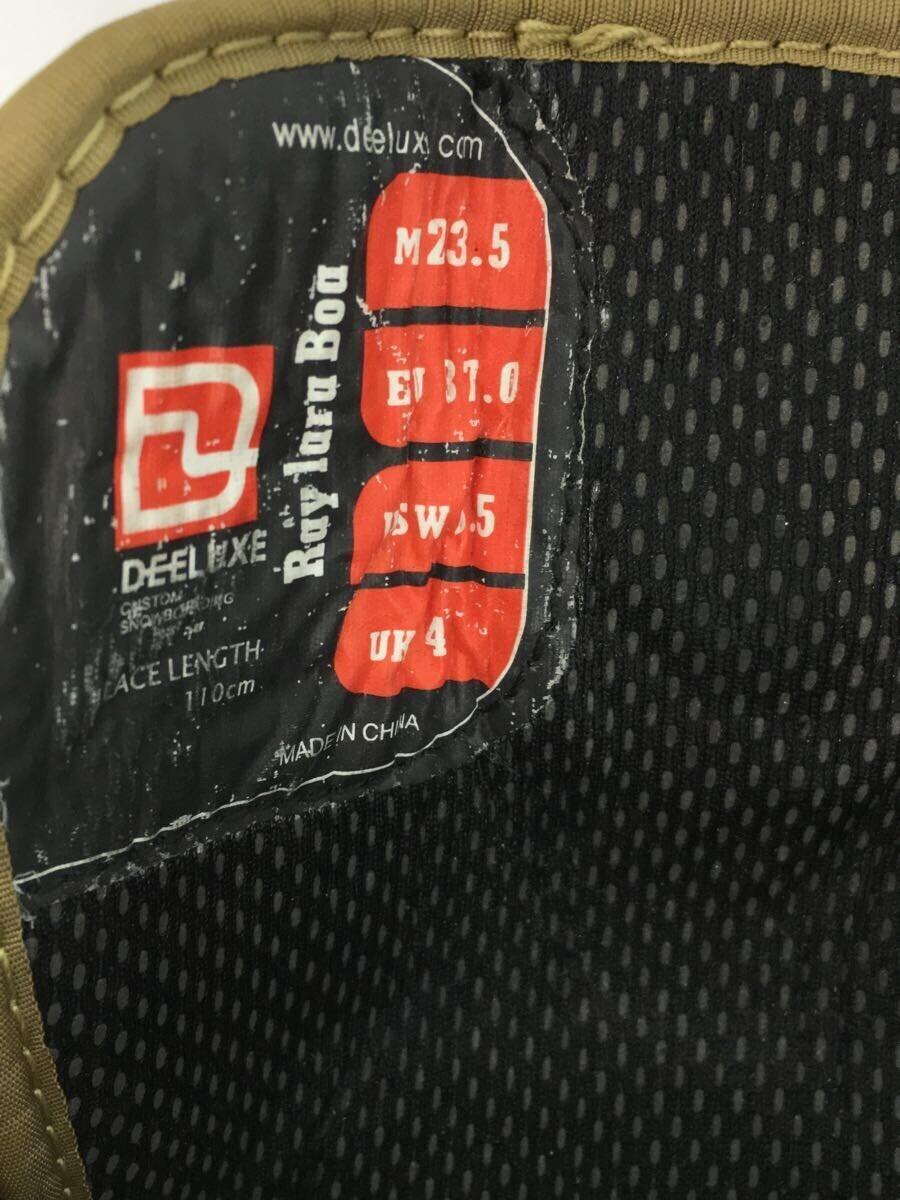 www.deeluxe.com
M23.5
EU 37.0
US W
UK 4
Ray lara Boa
DEELUXE
CUSTOM
SNOWBOARDING
LACE LENGTH
110cm
MADE IN CHINA